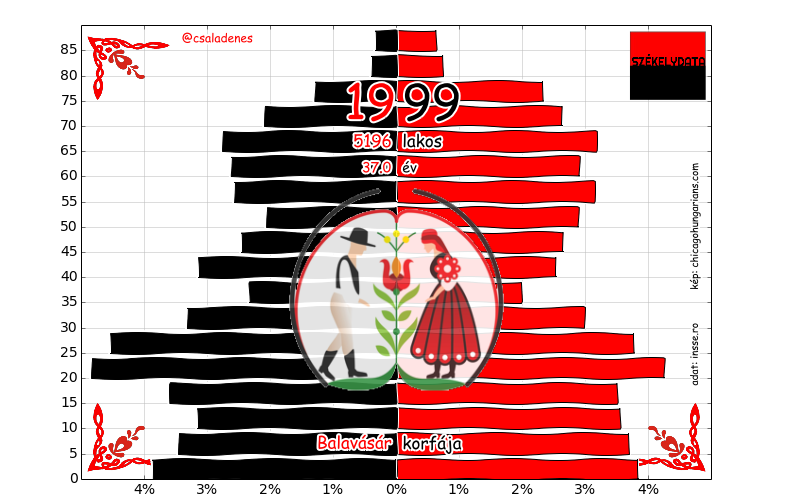 @csaladenes
SZÉKELYDATA
1999
5196 lakos
37.0 év
kép: chicagohungarians.com
adat: insse.ro
Balavásár korfája
85
80
75
70
65
60
55
50
45
40
35
30
25
20
15
10
5
0
4% 3% 2% 1% 0% 1% 2% 3% 4%